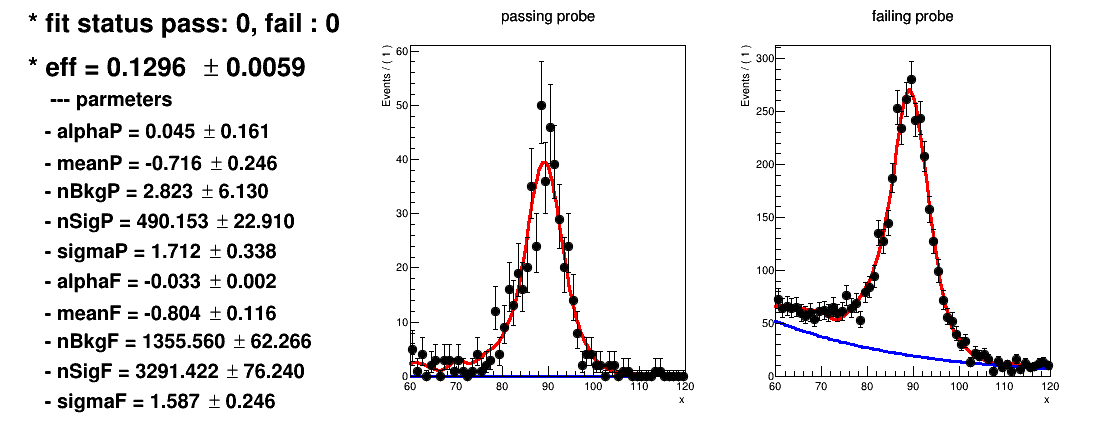 * fit status pass: 0, fail : 0
* eff = 0.1296 ± 0.0059
--- parmeters
- alphaP = 0.045 ± 0.161
- meanP = -0.716 ± 0.246
- nBkgP = 2.823 ± 6.130
- nSigP = 490.153 ± 22.910
- sigmaP = 1.712 ± 0.338
- alphaF = -0.033 ± 0.002
- meanF = -0.804 ± 0.116
- nBkgF = 1355.560 ± 62.266
- nSigF = 3291.422 ± 76.240
- sigmaF = 1.587 ± 0.246
passing probe
Events / ( 1 )
60
50
40
30
20
10
0
60 70 80 90 100 110 120
x
failing probe
Events / ( 1 )
300
250
200
150
100
50
0
60 70 80 90 100 110 120
x